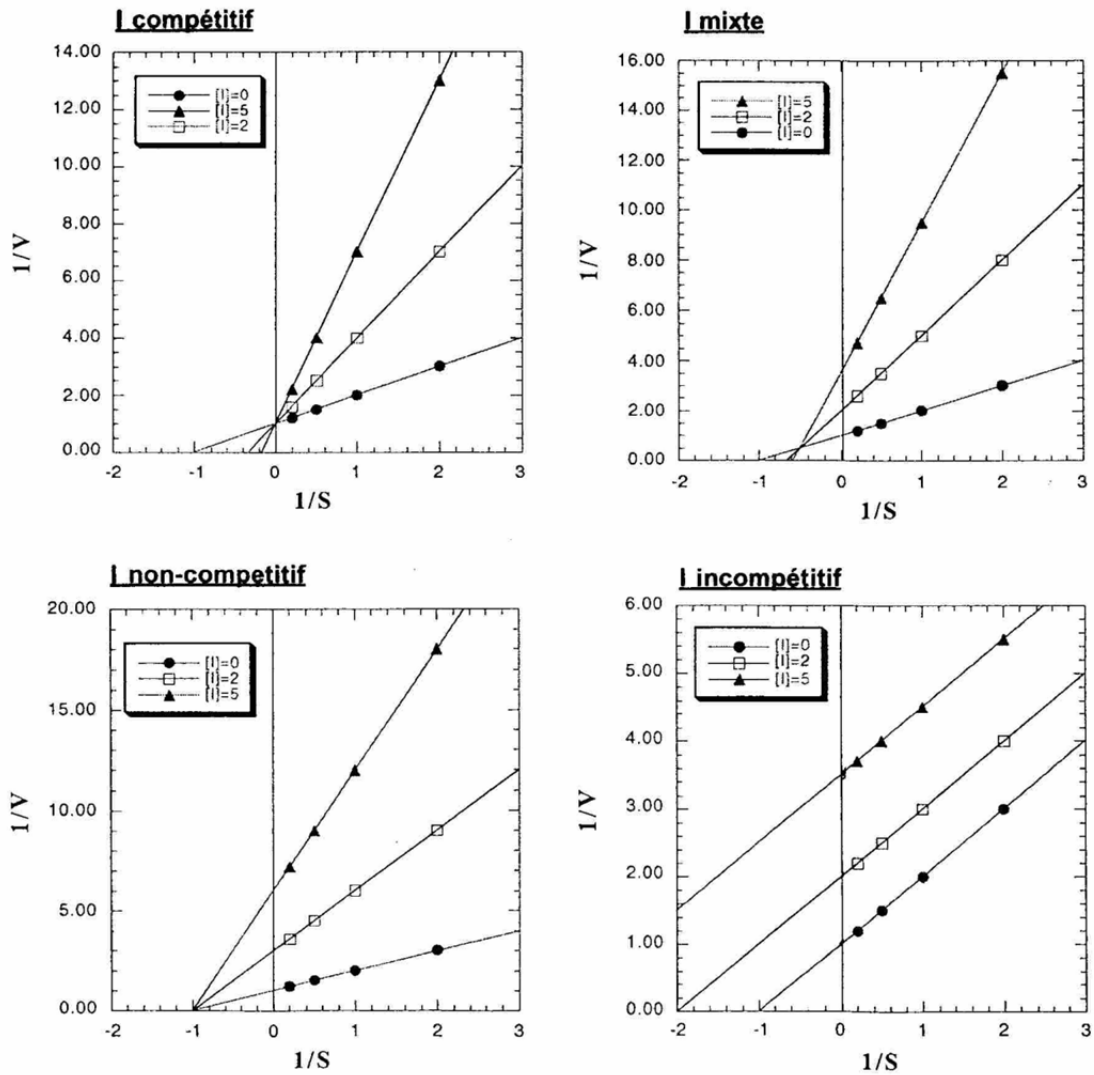 I compétitif
14.00
12.00
10.00
8.00
6.00
4.00
2.00
0.00
[I]=0
[I]=5
[I]=2
-2 -1 0 1 2 3
1/V
1/S
I mixte
16.00
14.00
12.00
10.00
8.00
6.00
4.00
2.00
0.00
[I]=5
[I]=2
[I]=0
-2 -1 0 1 2 3
1/V
1/S
I non-competitif
20.00
15.00
10.00
5.00
0.00
[I]=0
[I]=2
[I]=5
-2 -1 0 1 2 3
1/V
1/S
I incompétitif
6.00
5.00
4.00
3.00
2.00
1.00
0.00
[I]=0
[I]=2
[I]=5
-2 -1 0 1 2 3
1/V
1/S